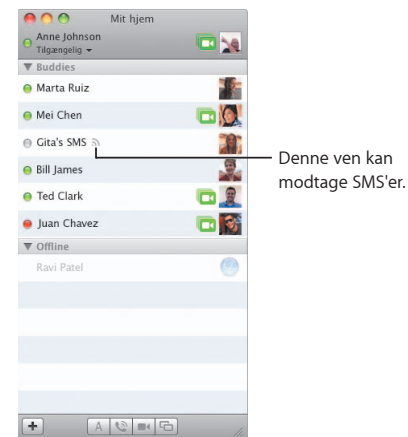 Mit hjem
Anne Johnson
Tilgængelig
Buddies
Marta Ruiz
Mei Chen
Gita's SMS
Bill James
Ted Clark
Juan Chavez
Offline
Ravi Patel
A
Denne ven kan
modtage SMS'er.